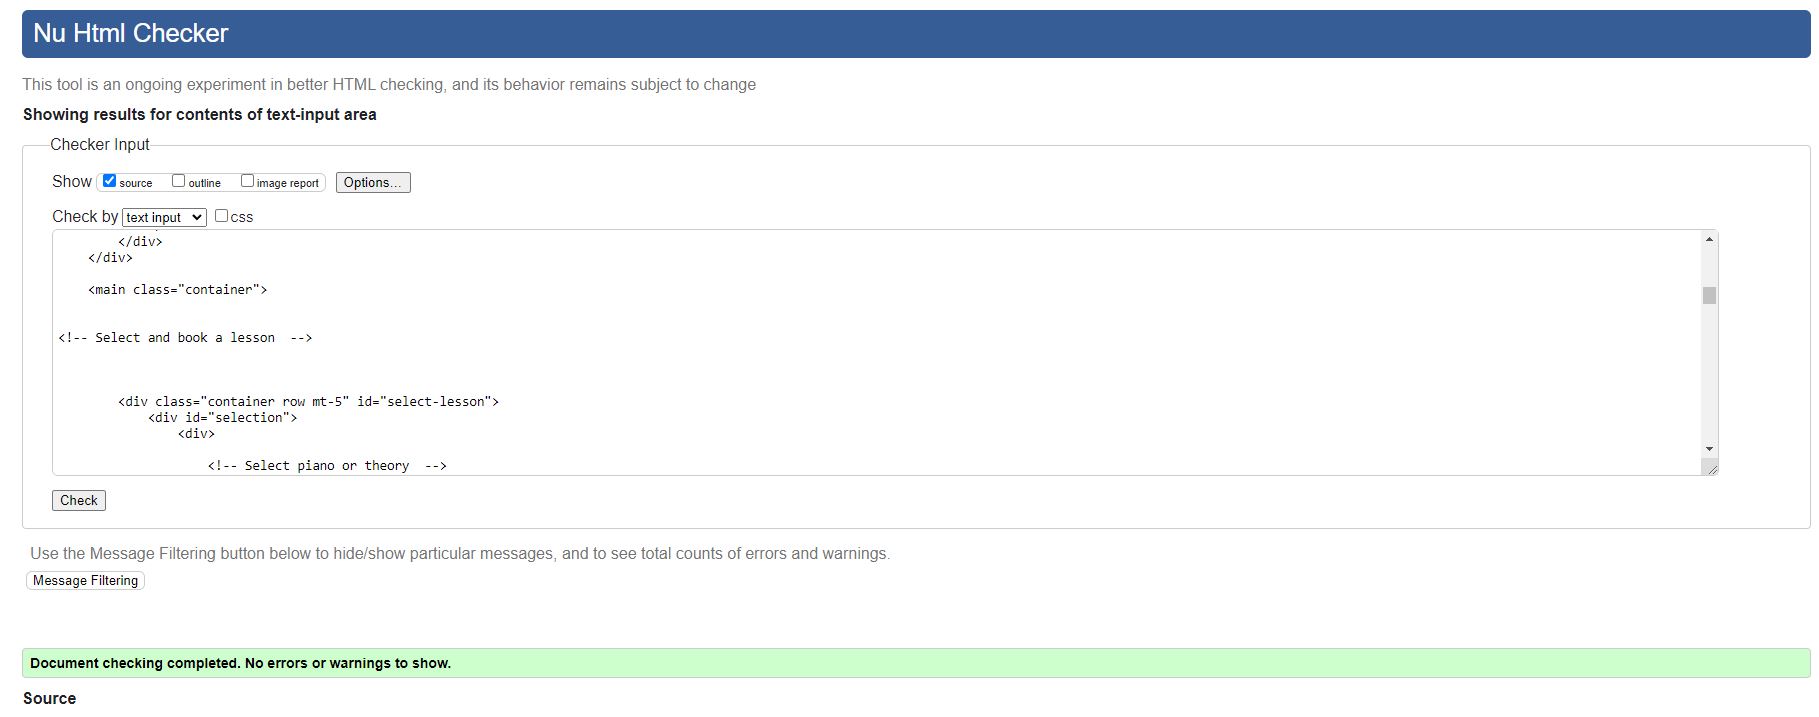 Nu Html Checker
This tool is an ongoing experiment in better HTML checking, and its behavior remains subject to change
Showing results for contents of text-input area
Checker Input
Show source outline image report Options...
Check by text input css
</div>
</div>
<main class="container">
<!-- Select and book a lesson  -->
<div class="container row mt-5" id="select-lesson">
<div id="selection">
<div>
<!-- Select piano or theory  -->
Check
Use the Message Filtering button below to hide/show particular messages, and to see total counts of errors and warnings.
Message Filtering
Document checking completed. No errors or warnings to show.
Source